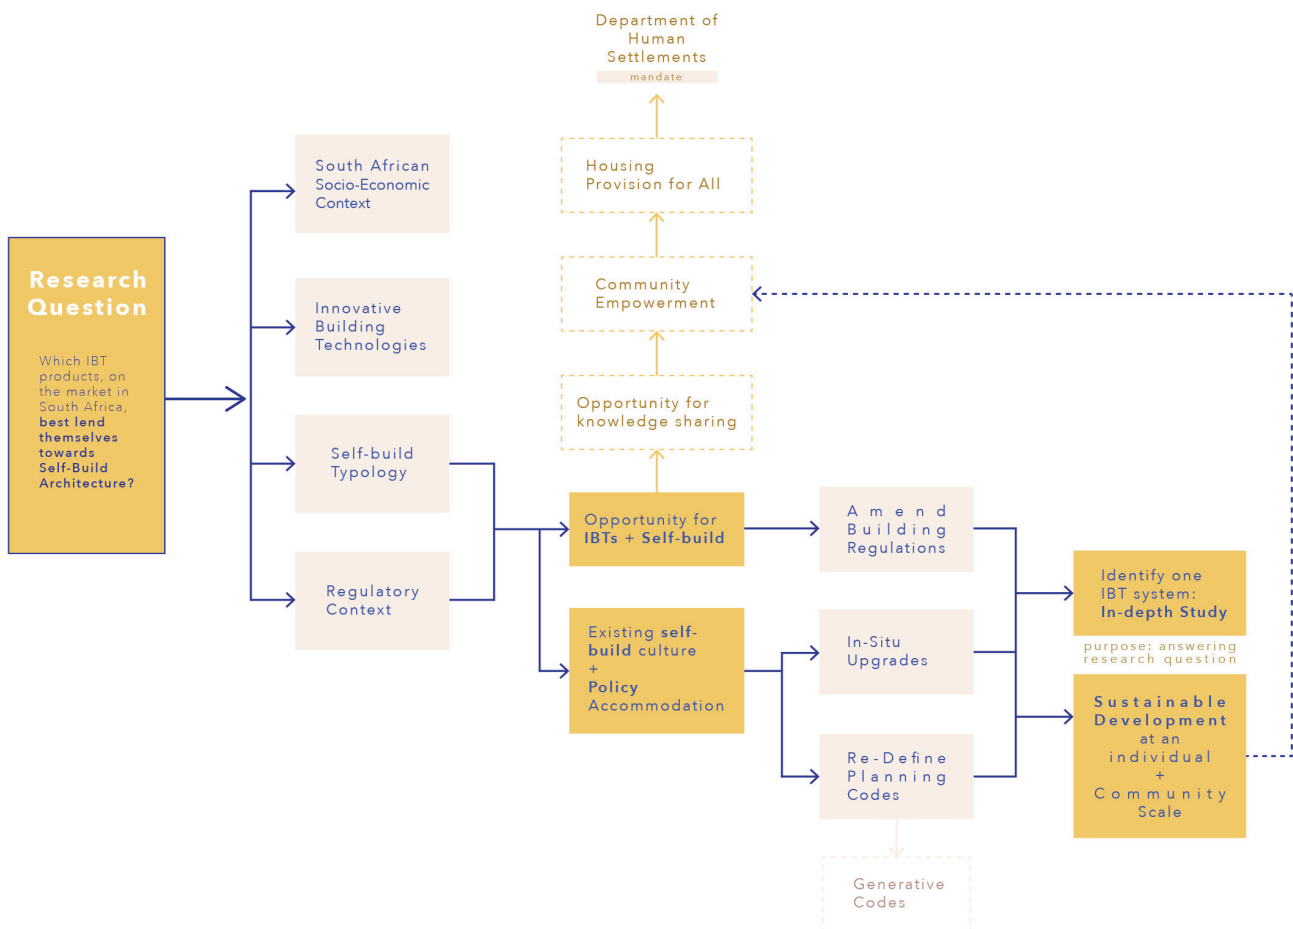 Department of
Human
Settlements
mandate
Housing
Provision for All
Community
Empowerment
Opportunity for
knowledge sharing
Research
Question
Which IBT
products, on
the market in
South Africa,
best lend
themselves
towards
Self-Build
Architecture?
South African
Socio-Economic
Context
Innovative
Building
Technologies
Self-build
Typology
Regulatory
Context
Opportunity for
IBTs + Self-build
Existing self-
build culture
+
Policy
Accommodation
Amend
Building
Regulations
In-Situ
Upgrades
Re-Define
Planning
Codes
Generative
Codes
Identify one
IBT system:
In-depth Study
purpose: answering
research question
Sustainable
Development
at an
individual
+
Community
Scale